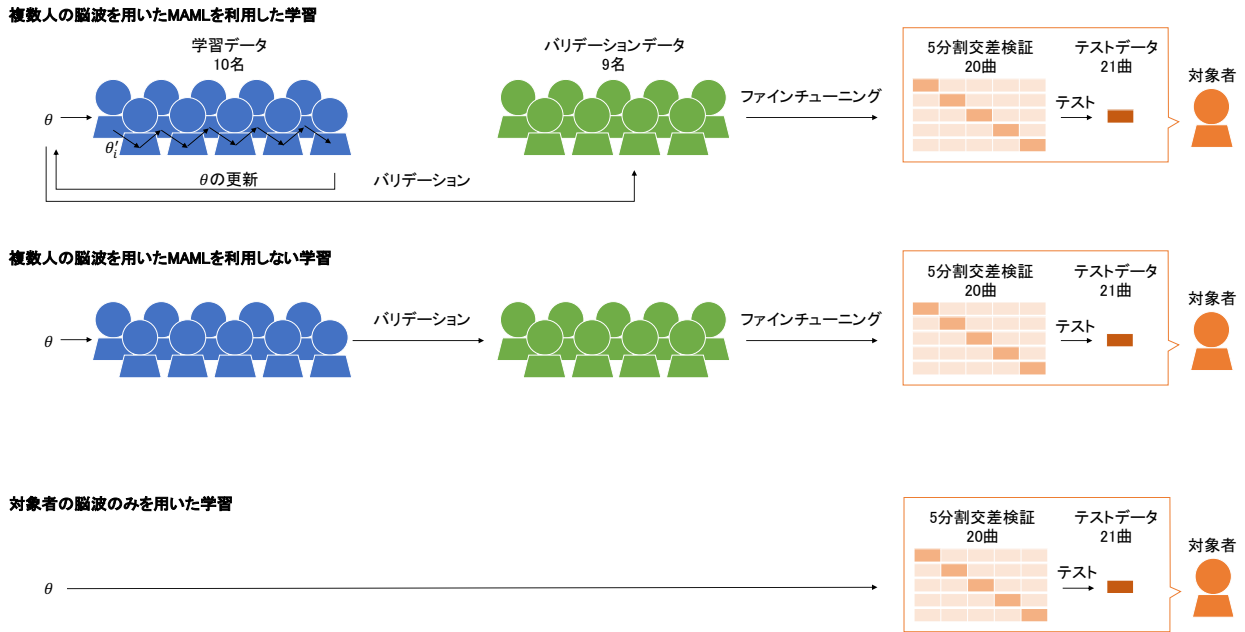 複数人の脳波を用いたMAMLを利用した学習
学習データ
10名
バリデーションデータ
9名
5分割交差検証
20曲
テストデータ
21曲
対象者
ファインチューニング
テスト
θ
θ′i
θの更新
バリデーション
複数人の脳波を用いたMAMLを利用しない学習
5分割交差検証
20曲
テストデータ
21曲
対象者
バリデーション
ファインチューニング
テスト
θ
対象者の脳波のみを用いた学習
5分割交差検証
20曲
テストデータ
21曲
対象者
テスト
θ